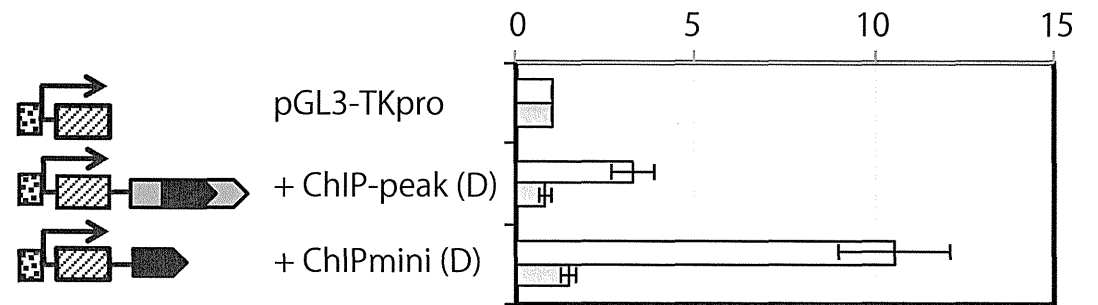 0 5 10 15
pGL3-TKpro
+ ChIP-peak (D)
+ ChIPmini (D)